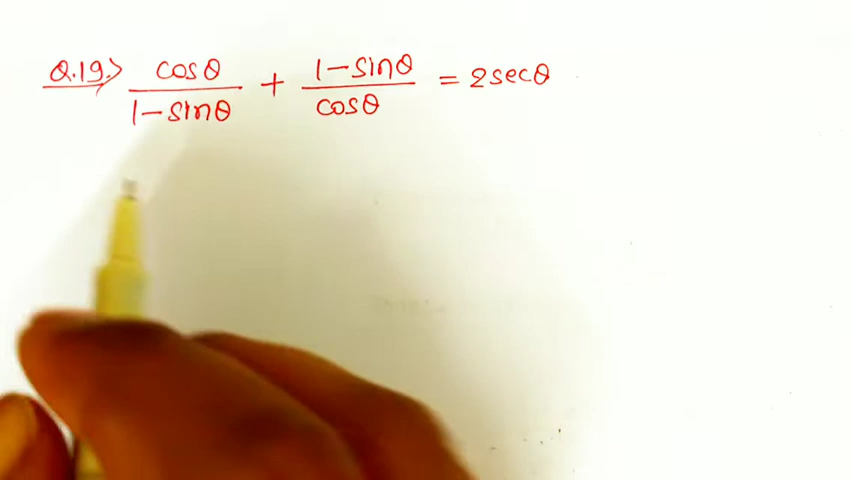 Q.19.> cosθ/(1-sinθ) + (1-sinθ)/cosθ = 2secθ